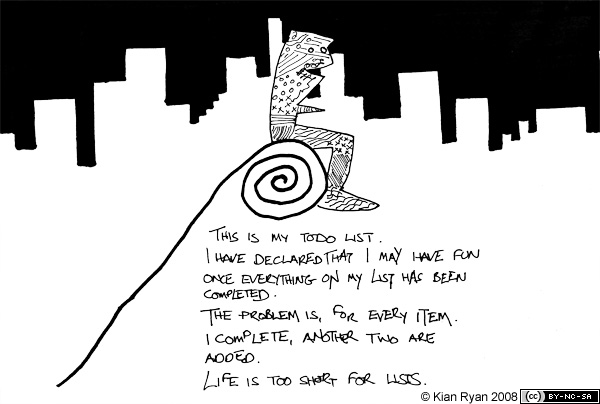 THIS IS MY TODO LIST.
I HAVE DECLARED THAT I MAY HAVE FUN
ONCE EVERYTHING ON MY LIST HAS BEEN
COMPLETED.
THE PROBLEM IS, FOR EVERY ITEM.
I COMPLETE, ANOTHER TWO ARE
ADDED.
LIFE IS TOO SHORT FOR LISTS.
© Kian Ryan 2008 cc BY-NC-SA